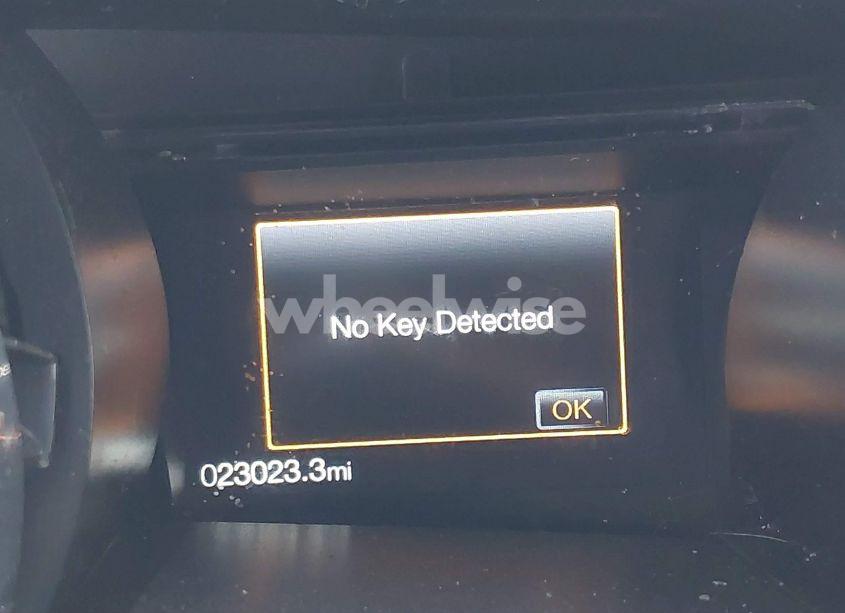 wheelwise
No Key Detected
OK
023023.3mi